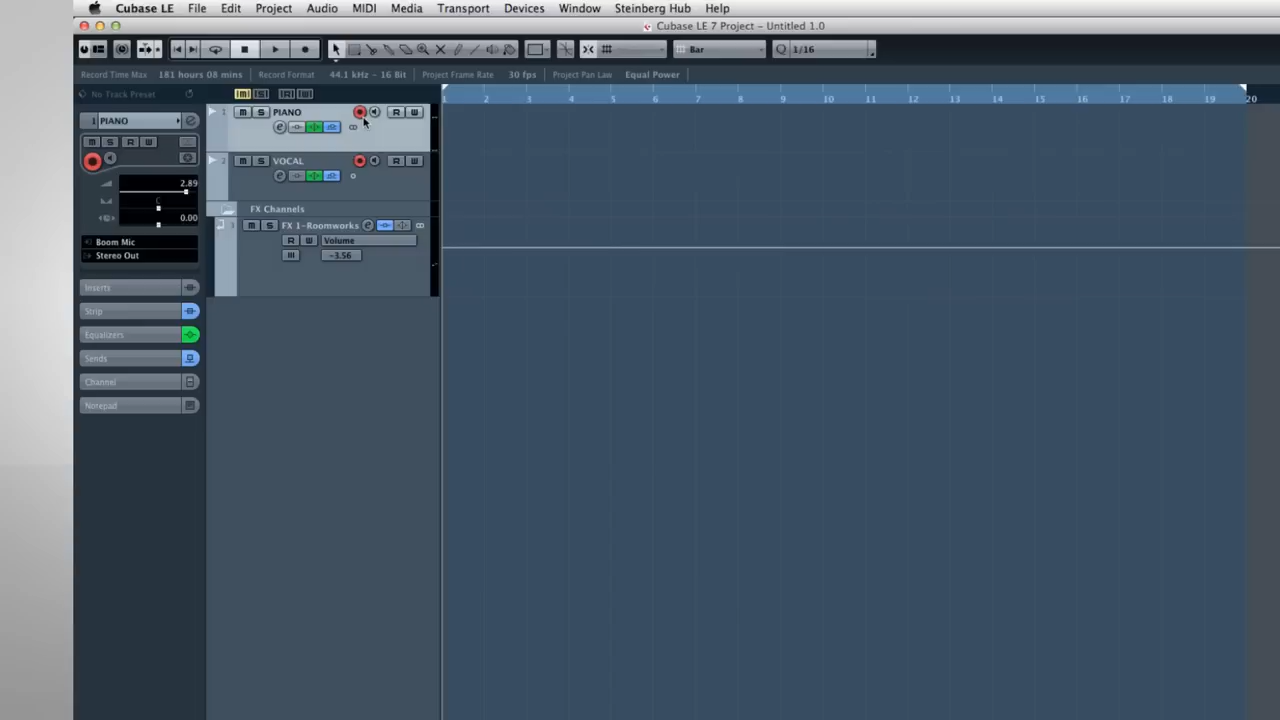 Cubase LE File Edit Project Audio MIDI Media Transport Devices Window Steinberg Hub Help
Cubase LE 7 Project - Untitled 1.0
Bar Q 1/16
Record Time Max 181 hours 08 mins Record Format 44.1 kHz - 16 Bit Project Frame Rate 30 fps Project Pan Law Equal Power
No Track Preset M S R W
1 2 3 4 5 6 7 8 9 10 11 12 13 14 15 16 17 18 19 20
1 PIANO
M S R W
2.89
C
0.00
Boom Mic
Stereo Out
Inserts
Strip
Equalizers
Sends
Channel
Notepad
1 M S PIANO R W
e
2 M S VOCAL R W
e
FX Channels
3 M S FX 1-Roomworks e
R W Volume
-3.56